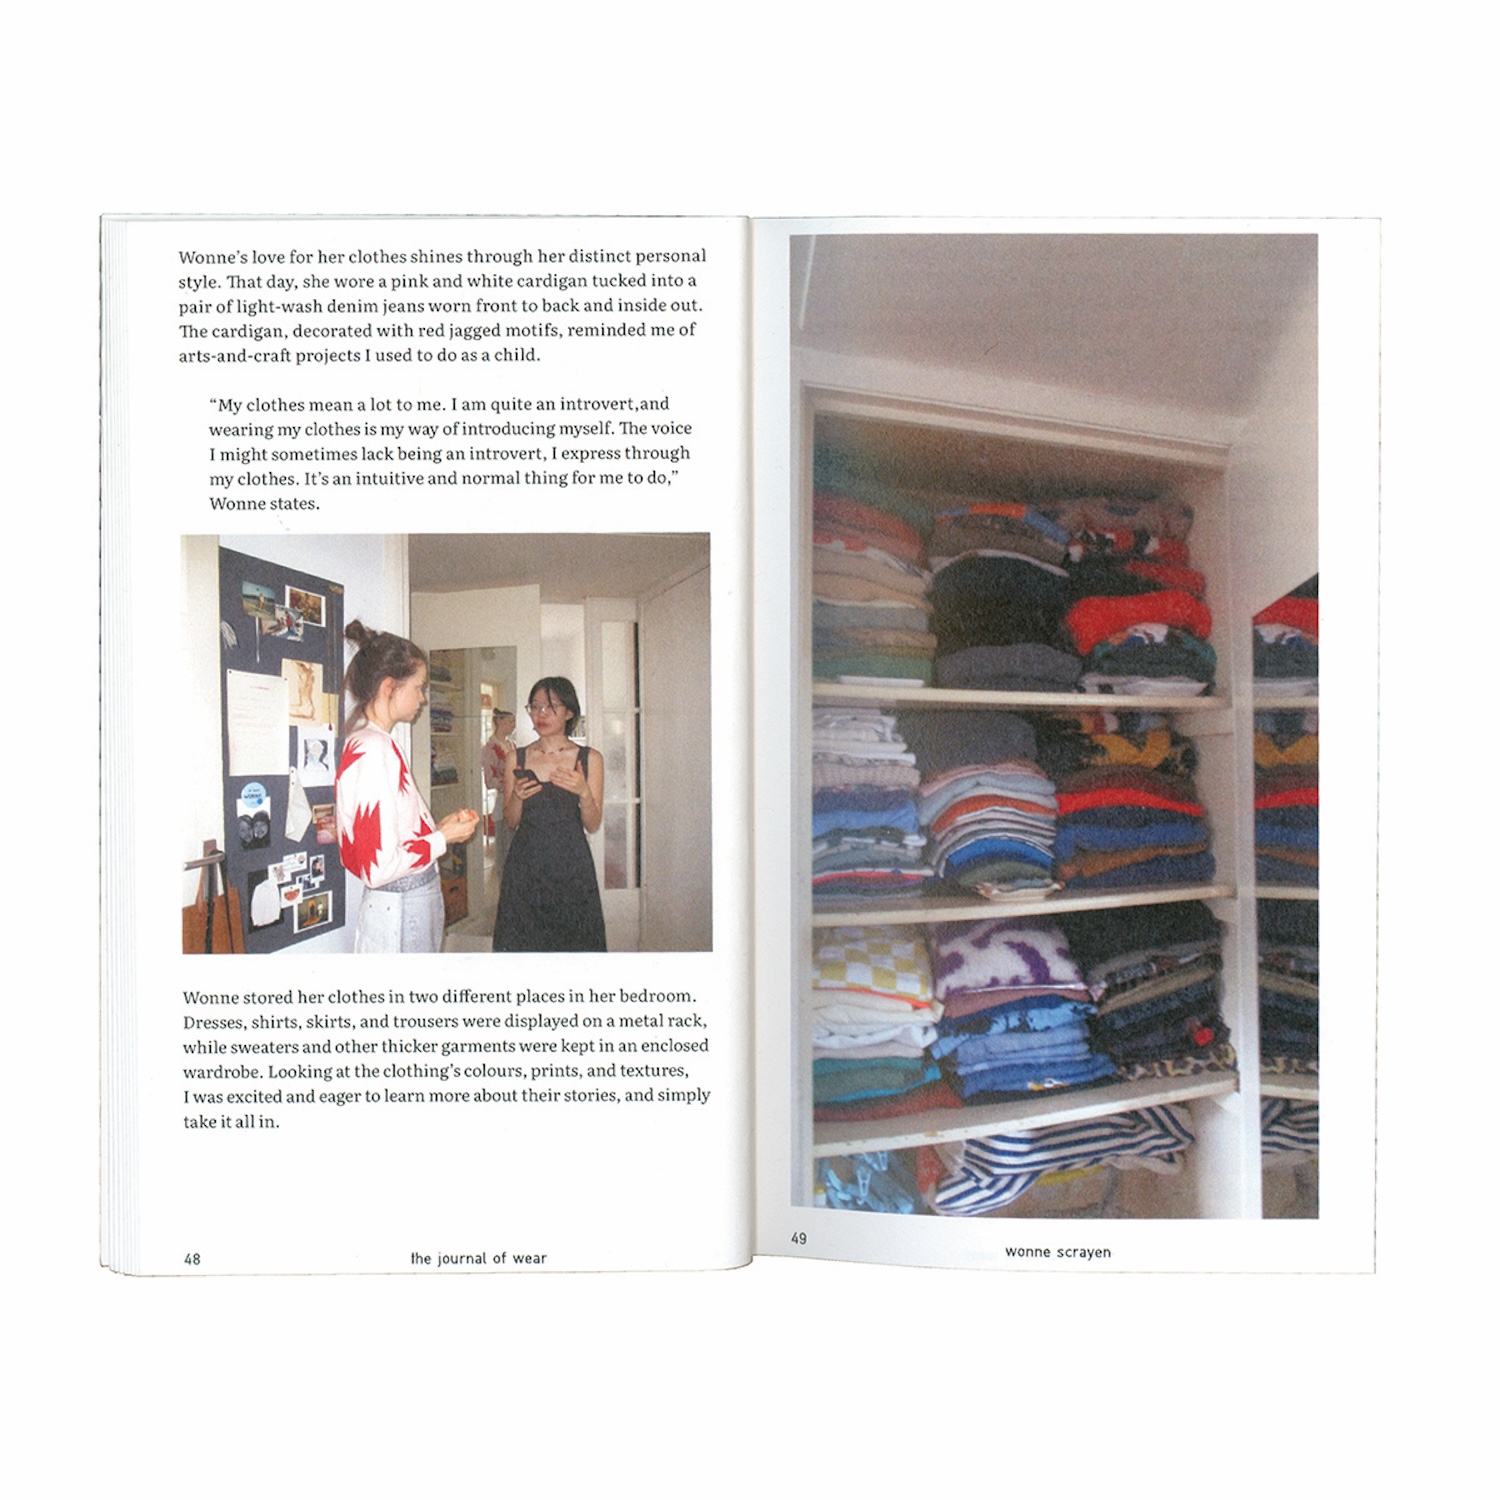 Wonne's love for her clothes shines through her distinct personal
style. That day, she wore a pink and white cardigan tucked into a
pair of light-wash denim jeans worn front to back and inside out.
The cardigan, decorated with red jagged motifs, reminded me of
arts-and-craft projects I used to do as a child.
“My clothes mean a lot to me. I am quite an introvert,and
wearing my clothes is my way of introducing myself. The voice
I might sometimes lack being an introvert, I express through
my clothes. It's an intuitive and normal thing for me to do,”
Wonne states.
Wonne stored her clothes in two different places in her bedroom.
Dresses, shirts, skirts, and trousers were displayed on a metal rack,
while sweaters and other thicker garments were kept in an enclosed
wardrobe. Looking at the clothing's colours, prints, and textures,
I was excited and eager to learn more about their stories, and simply
take it all in.
48
the journal of wear
49
wonne scrayen